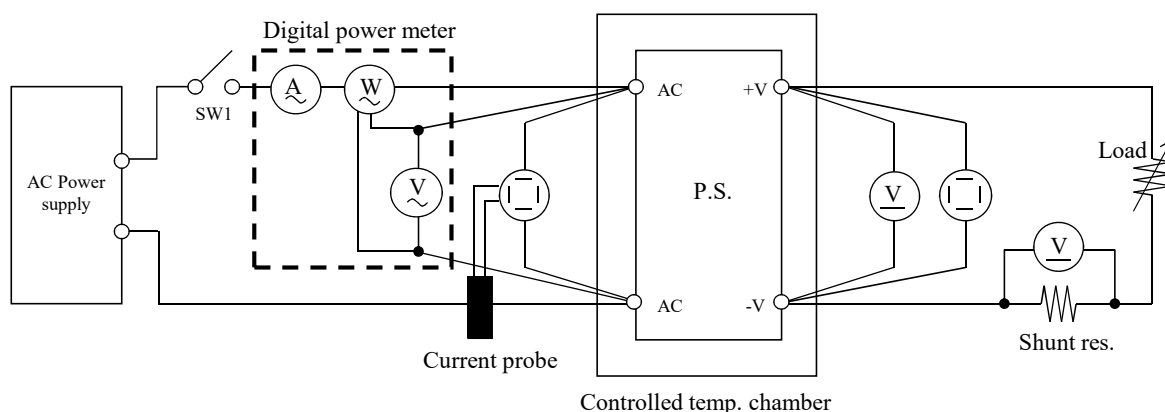 Digital power meter
A
W
SW1
AC
+V
AC Power
supply
V
P.S.
V
Load
V
AC
-V
Shunt res.
Current probe
Controlled temp. chamber